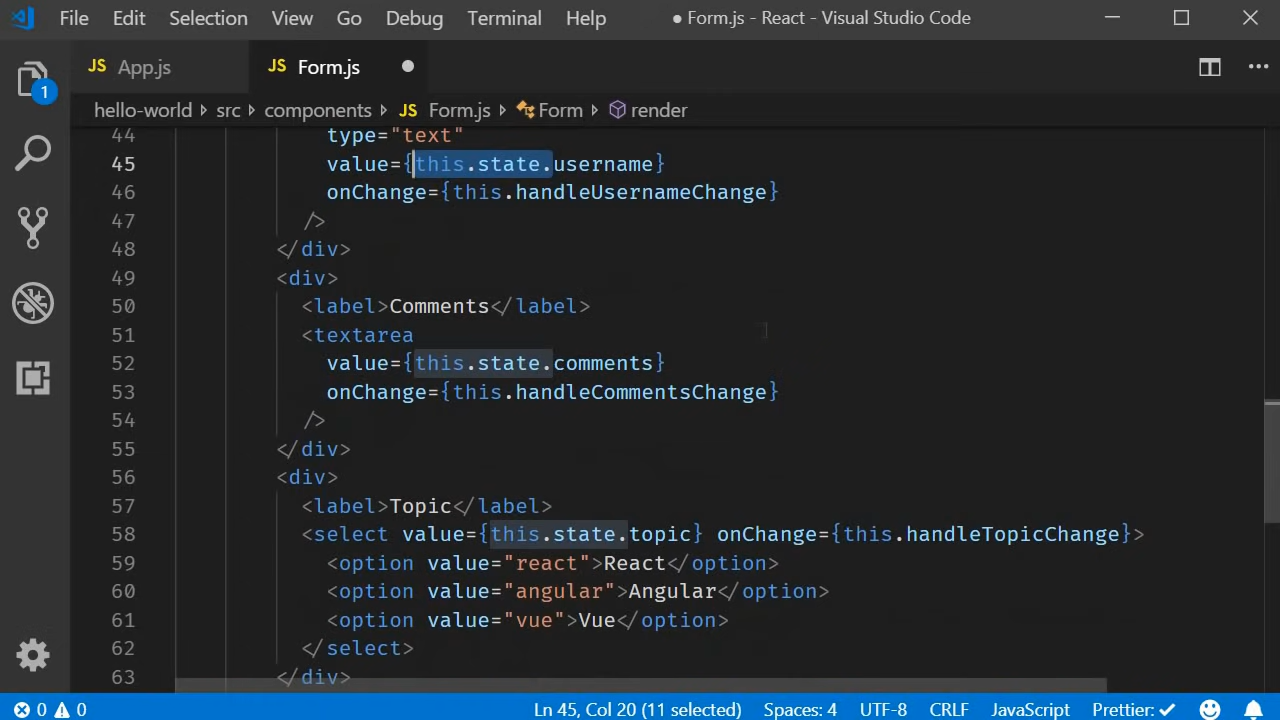 File Edit Selection View Go Debug Terminal Help ● Form.js - React - Visual Studio Code
JS App.js JS Form.js
1
hello-world > src > components > JS Form.js > Form > render
44 type="text"
45 value={this.state.username}
46 onChange={this.handleUsernameChange}
47 />
48 </div>
49 <div>
50 <label>Comments</label>
51 <textarea
52 value={this.state.comments}
53 onChange={this.handleCommentsChange}
54 />
55 </div>
56 <div>
57 <label>Topic</label>
58 <select value={this.state.topic} onChange={this.handleTopicChange}>
59 <option value="react">React</option>
60 <option value="angular">Angular</option>
61 <option value="vue">Vue</option>
62 </select>
63 </div>
0 0 Ln 45, Col 20 (11 selected) Spaces: 4 UTF-8 CRLF JavaScript Prettier: ✓